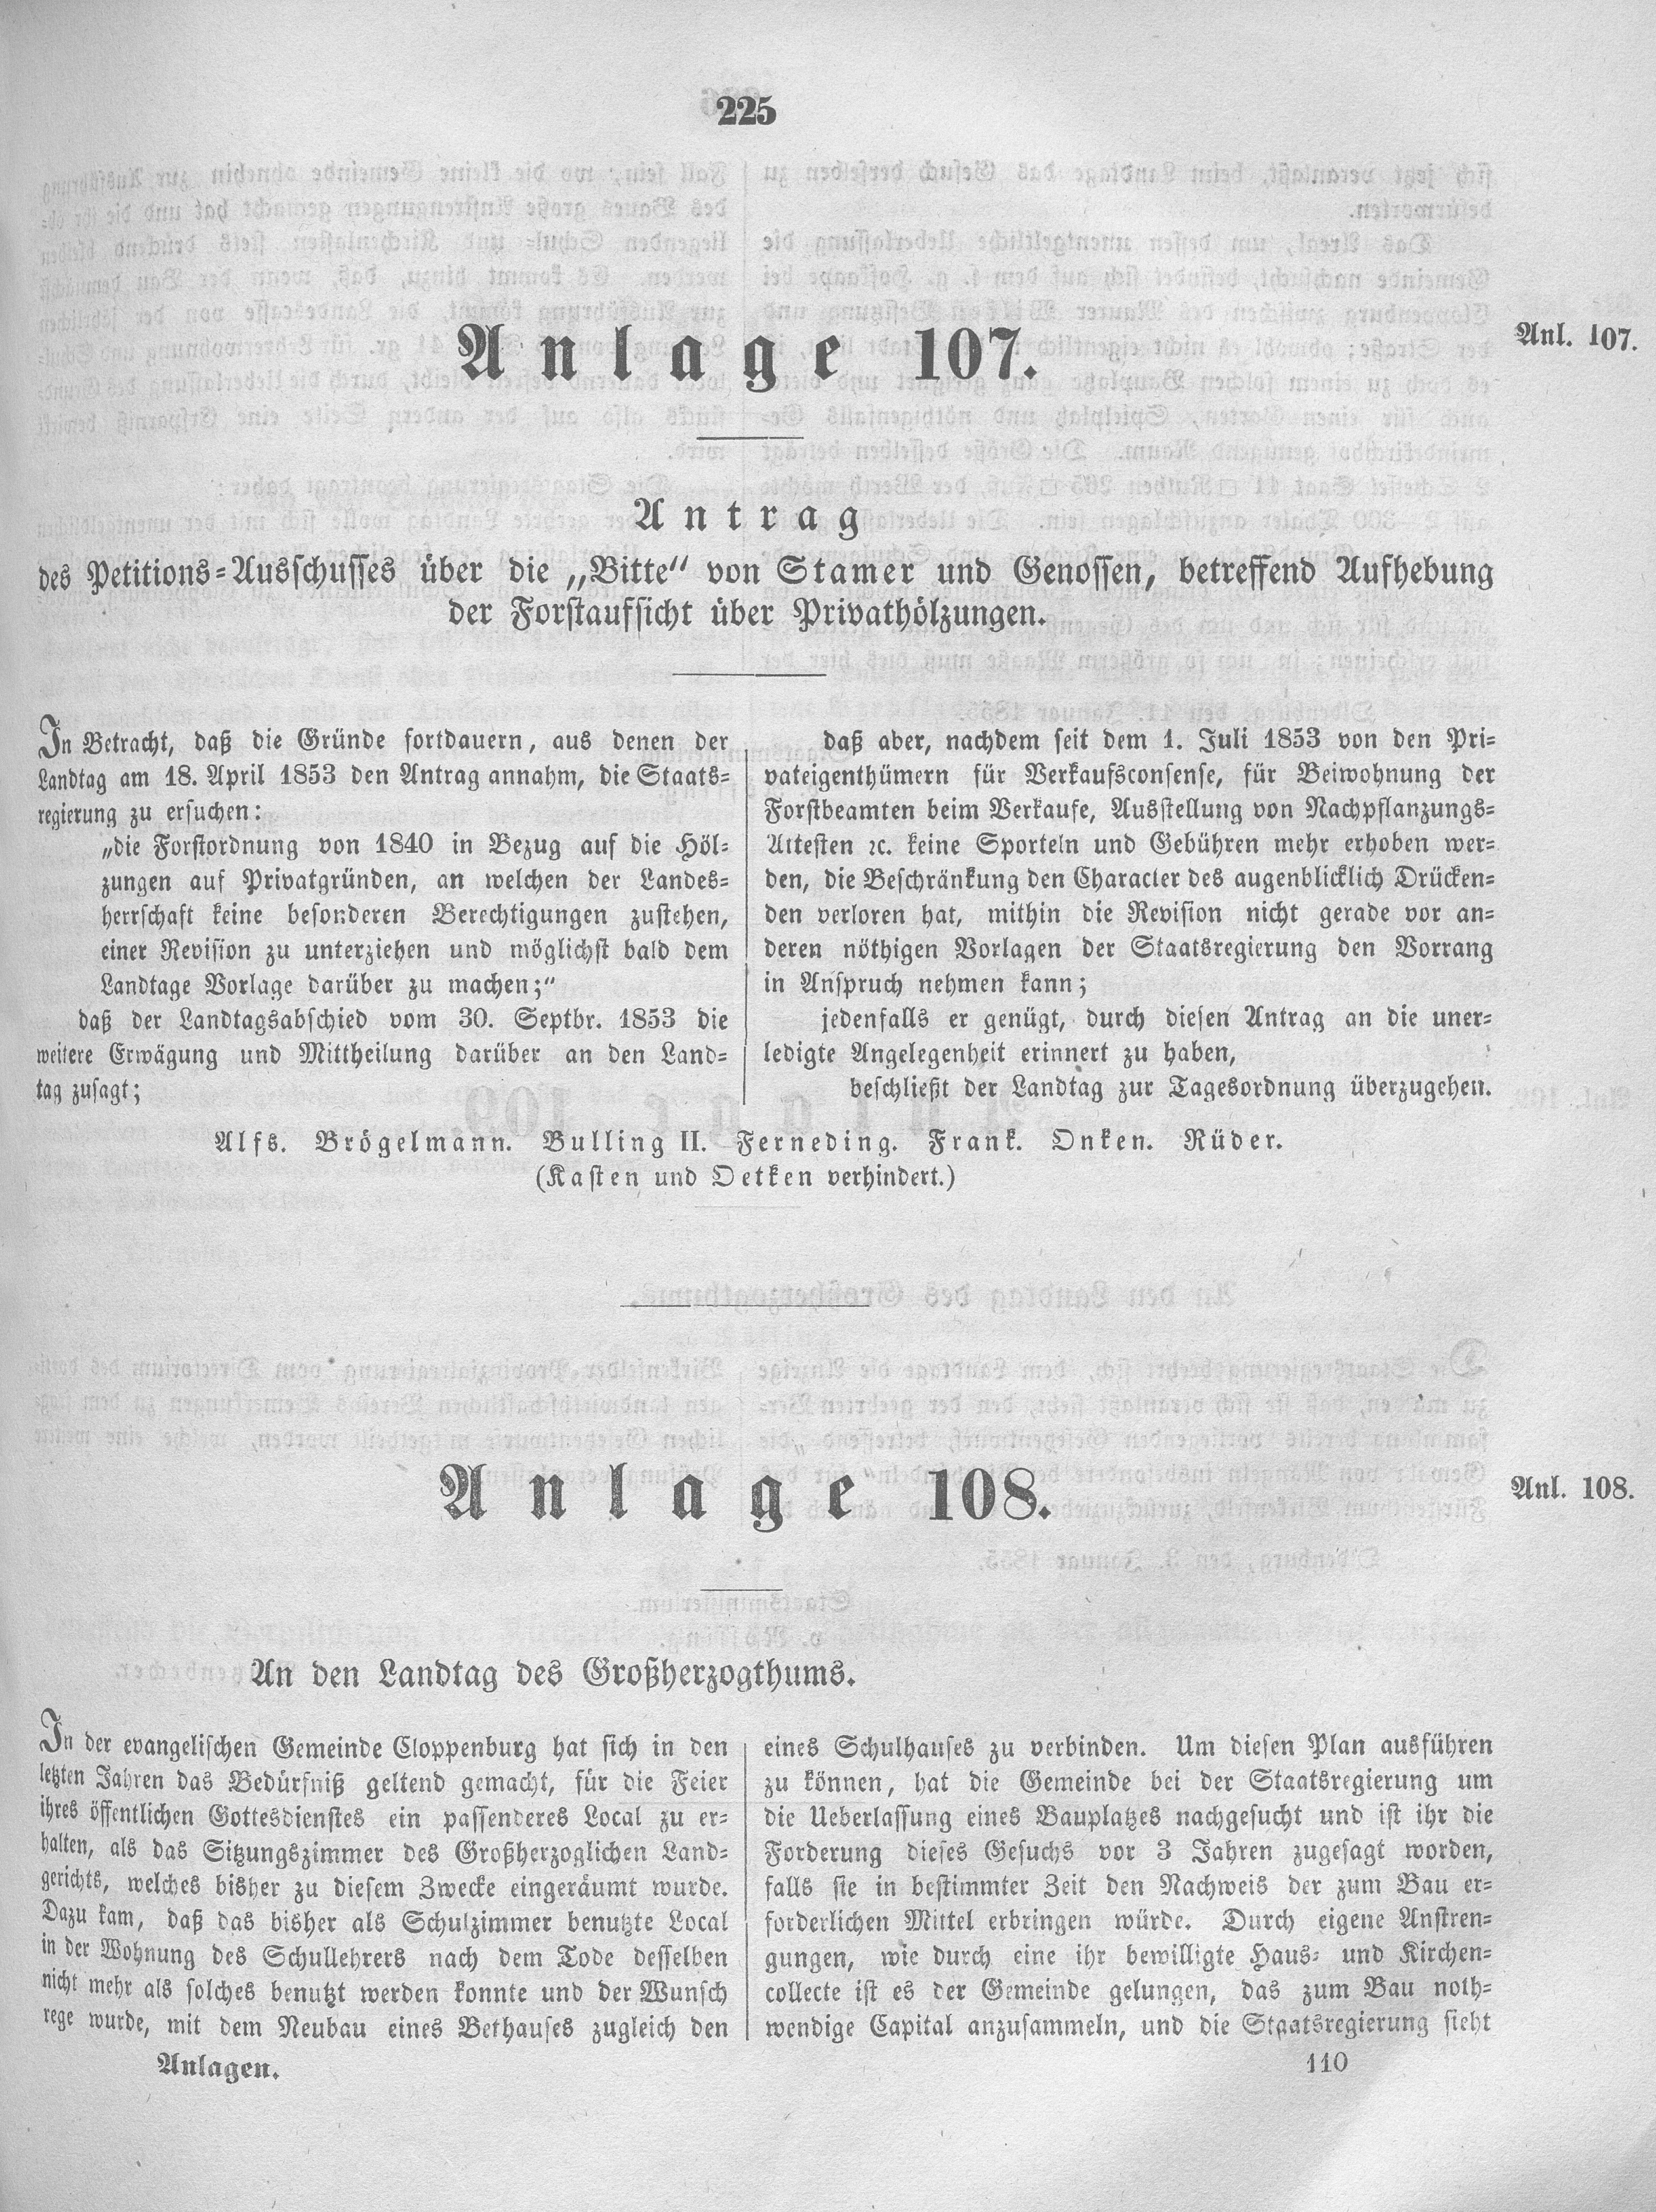 225
Anlage 107.
Anl. 107.
Antrag
des Petitions-Ausschusses über die „Bitte“ von Stamer und Genossen, betreffend Aufhebung
der Forstaufsicht über Privathölzungen.
In Betracht, daß die Gründe fortdauern, aus denen der
Landtag am 18. April 1853 den Antrag annahm, die Staats-
regierung zu ersuchen:
„die Forstordnung von 1840 in Bezug auf die Höl-
zungen auf Privatgründen, an welchen der Landes-
herrschaft keine besonderen Berechtigungen zustehen,
einer Revision zu unterziehen und möglichst bald dem
Landtage Vorlage darüber zu machen;“
daß der Landtagsabschied vom 30. Septbr. 1853 die
weitere Erwägung und Mittheilung darüber an den Land-
tag zusagt;
daß aber, nachdem seit dem 1. Juli 1853 von den Pri-
vateigenthümern für Verkaufsconsense, für Beiwohnung der
Forstbeamten beim Verkaufe, Ausstellung von Nachpflanzungs-
Attesten ꝛc. keine Sporteln und Gebühren mehr erhoben wer-
den, die Beschränkung den Character des augenblicklich Drücken-
den verloren hat, mithin die Revision nicht gerade vor an-
deren nöthigen Vorlagen der Staatsregierung den Vorrang
in Anspruch nehmen kann;
jedenfalls er genügt, durch diesen Antrag an die uner-
ledigte Angelegenheit erinnert zu haben,
beschließt der Landtag zur Tagesordnung überzugehen.
Alfs. Brögelmann. Bulling II. Ferneding. Frank. Onken. Rüder.
(Kasten und Oetken verhindert.)
Anlage 108.
Anl. 108.
An den Landtag des Großherzogthums.
In der evangelischen Gemeinde Cloppenburg hat sich in den
letzten Jahren das Bedürfniß geltend gemacht, für die Feier
ihres öffentlichen Gottesdienstes ein passenderes Local zu er-
halten, als das Sitzungszimmer des Großherzoglichen Land-
gerichts, welches bisher zu diesem Zwecke eingeräumt wurde.
Dazu kam, daß das bisher als Schulzimmer benutzte Local
in der Wohnung des Schullehrers nach dem Tode desselben
nicht mehr als solches benutzt werden konnte und der Wunsch
rege wurde, mit dem Neubau eines Bethauses zugleich den
eines Schulhauses zu verbinden. Um diesen Plan ausführen
zu können, hat die Gemeinde bei der Staatsregierung um
die Ueberlassung eines Bauplatzes nachgesucht und ist ihr die
Forderung dieses Gesuchs vor 3 Jahren zugesagt worden,
falls sie in bestimmter Zeit den Nachweis der zum Bau er-
forderlichen Mittel erbringen würde. Durch eigene Anstren-
gungen, wie durch eine ihr bewilligte Haus- und Kirchen-
collecte ist es der Gemeinde gelungen, das zum Bau noth-
wendige Capital anzusammeln, und die Staatsregierung sieht
Anlagen.
110